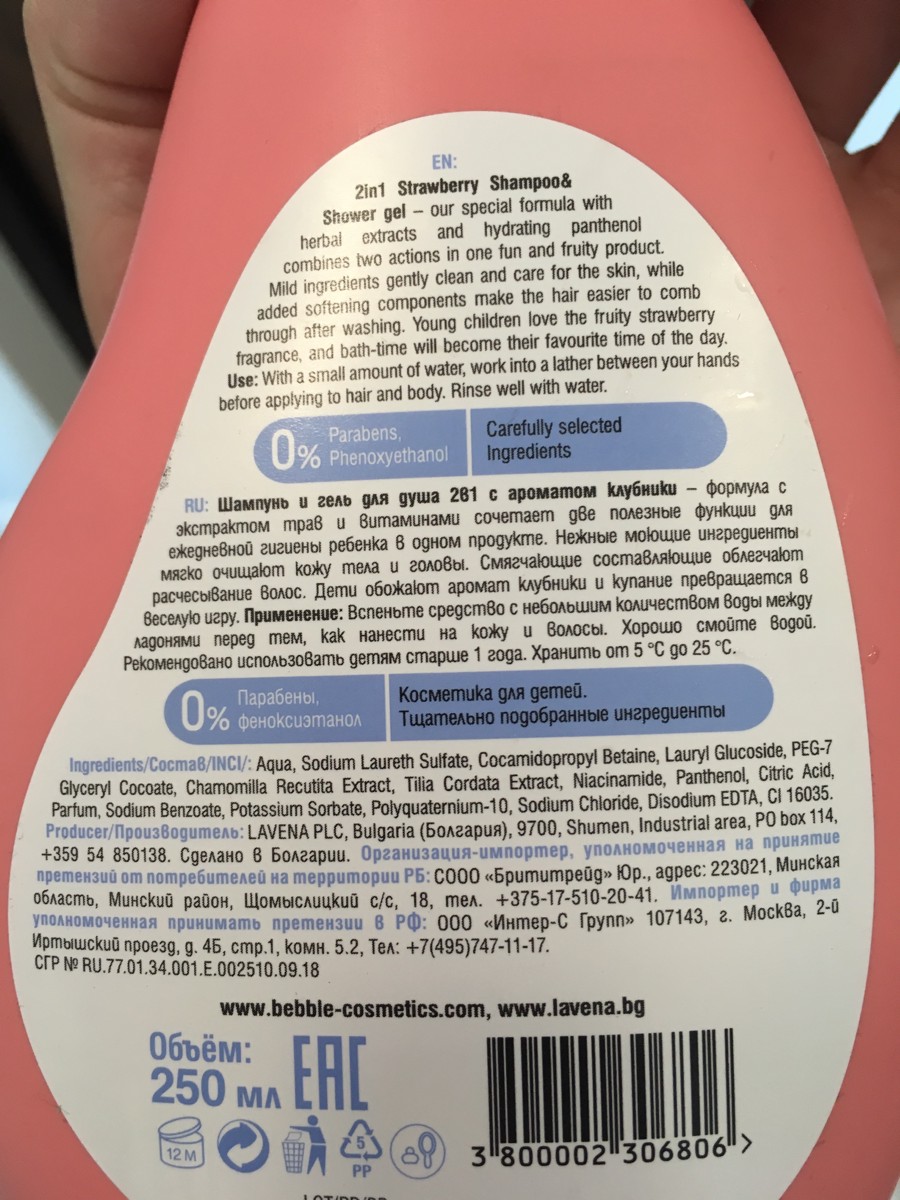 EN:
2in1 Strawberry Shampoo&
Shower gel – our special formula with
herbal extracts and hydrating panthenol
combines two actions in one fun and fruity product.
Mild ingredients gently clean and care for the skin, while
added softening components make the hair easier to comb
through after washing. Young children love the fruity strawberry
fragrance, and bath-time will become their favourite time of the day.
Use: With a small amount of water, work into a lather between your hands
before applying to hair and body. Rinse well with water.
0% Parabens,
Phenoxyethanol
Carefully selected
Ingredients
RU: Шампунь и гель для душа 2в1 с ароматом клубники – формула с
экстрактом трав и витаминами сочетает две полезные функции для
ежедневной гигиены ребенка в одном продукте. Нежные моющие ингредиенты
мягко очищают кожу тела и головы. Смягчающие составляющие облегчают
расчесывание волос. Дети обожают аромат клубники и купание превращается в
веселую игру. Применение: Вспеньте средство с небольшим количеством воды между
ладонями перед тем, как нанести на кожу и волосы. Хорошо смойте водой.
Рекомендовано использовать детям старше 1 года. Хранить от 5 °C до 25 °C.
0% Парабены,
феноксиэтанол
Косметика для детей.
Тщательно подобранные ингредиенты
Ingredients/Состав/INCI/: Aqua, Sodium Laureth Sulfate, Cocamidopropyl Betaine, Lauryl Glucoside, PEG-7
Glyceryl Cocoate, Chamomilla Recutita Extract, Tilia Cordata Extract, Niacinamide, Panthenol, Citric Acid,
Parfum, Sodium Benzoate, Potassium Sorbate, Polyquaternium-10, Sodium Chloride, Disodium EDTA, CI 16035.
Producer/Производитель: LAVENA PLC, Bulgaria (Болгария), 9700, Shumen, Industrial area, PO box 114,
+359 54 850138. Сделано в Болгарии. Организация-импортер, уполномоченная на принятие
претензий от потребителей на территории РБ: СООО «Брититрейд» Юр., адрес: 223021, Минская
область, Минский район, Щомыслицкий с/с, 18, тел. +375-17-510-20-41. Импортер и фирма
уполномоченная принимать претензии в РФ: ООО «Интер-С Групп» 107143, г. Москва, 2-й
Иртышский проезд, д. 4Б, стр.1, комн. 5.2, Тел: +7(495)747-11-17.
СГР № RU.77.01.34.001.E.002510.09.18
www.bebble-cosmetics.com, www.lavena.bg
Объём:
250 мл
EAC
12 M
5
PP
3 800002 306806 >